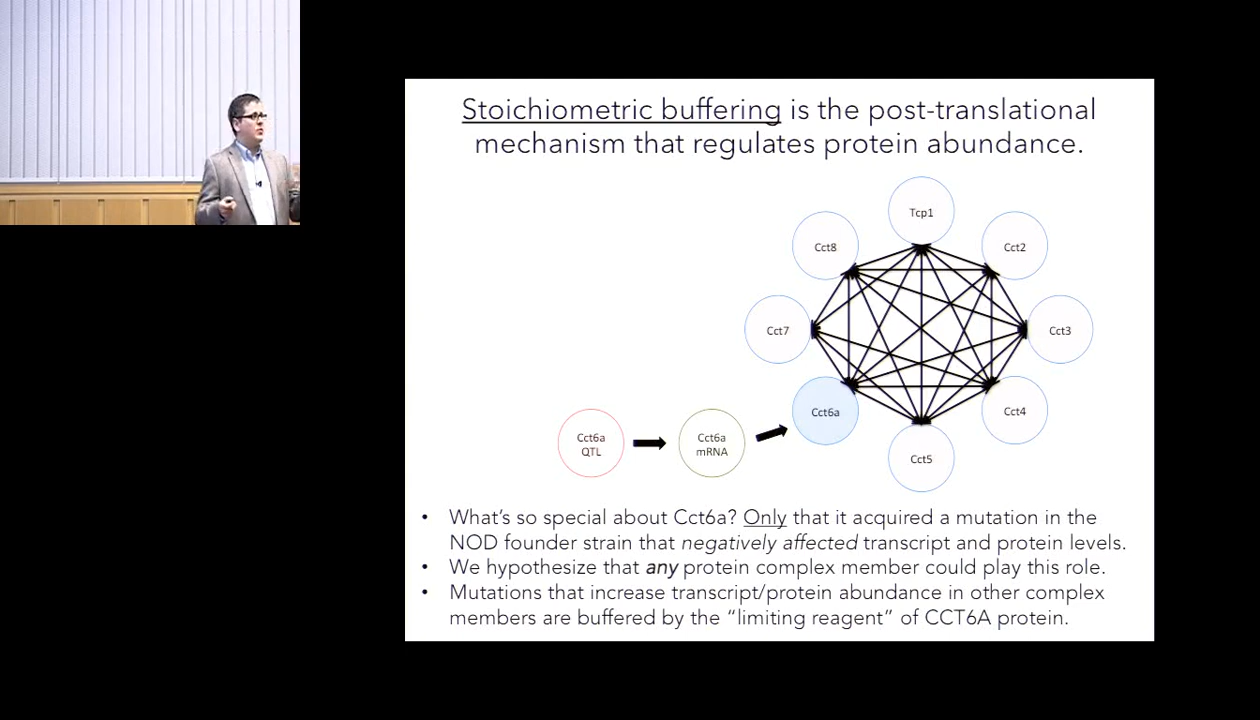 Stoichiometric buffering is the post-translational
mechanism that regulates protein abundance.
Tcp1
Cct8
Cct2
Cct7
Cct3
Cct6a
Cct4
Cct6a
QTL
Cct6a
mRNA
Cct5
• What's so special about Cct6a? Only that it acquired a mutation in the
NOD founder strain that negatively affected transcript and protein levels.
• We hypothesize that any protein complex member could play this role.
• Mutations that increase transcript/protein abundance in other complex
members are buffered by the “limiting reagent” of CCT6A protein.